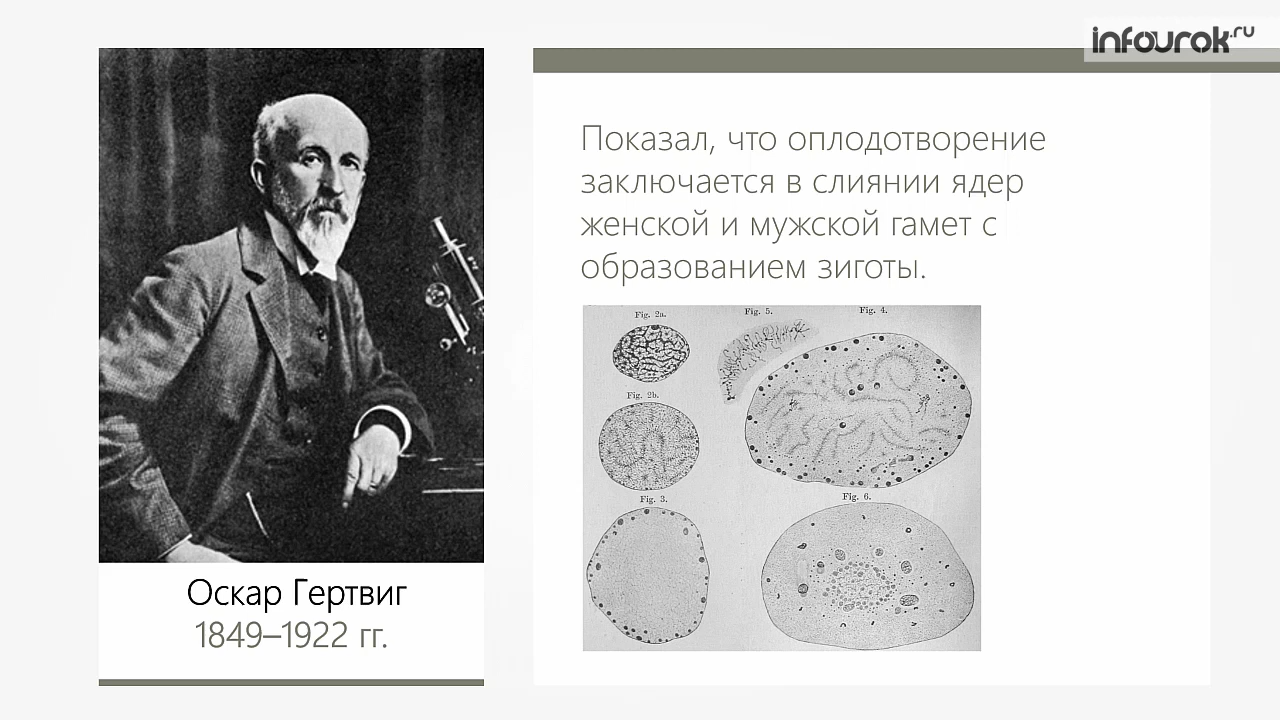 infourok.ru
Показал, что оплодотворение
заключается в слиянии ядер
женской и мужской гамет с
образованием зиготы.
Fig. 2a.
Fig. 5.
Fig. 4.
Fig. 2b.
Fig. 3.
Fig. 6.
Оскар Гертвиг
1849–1922 гг.